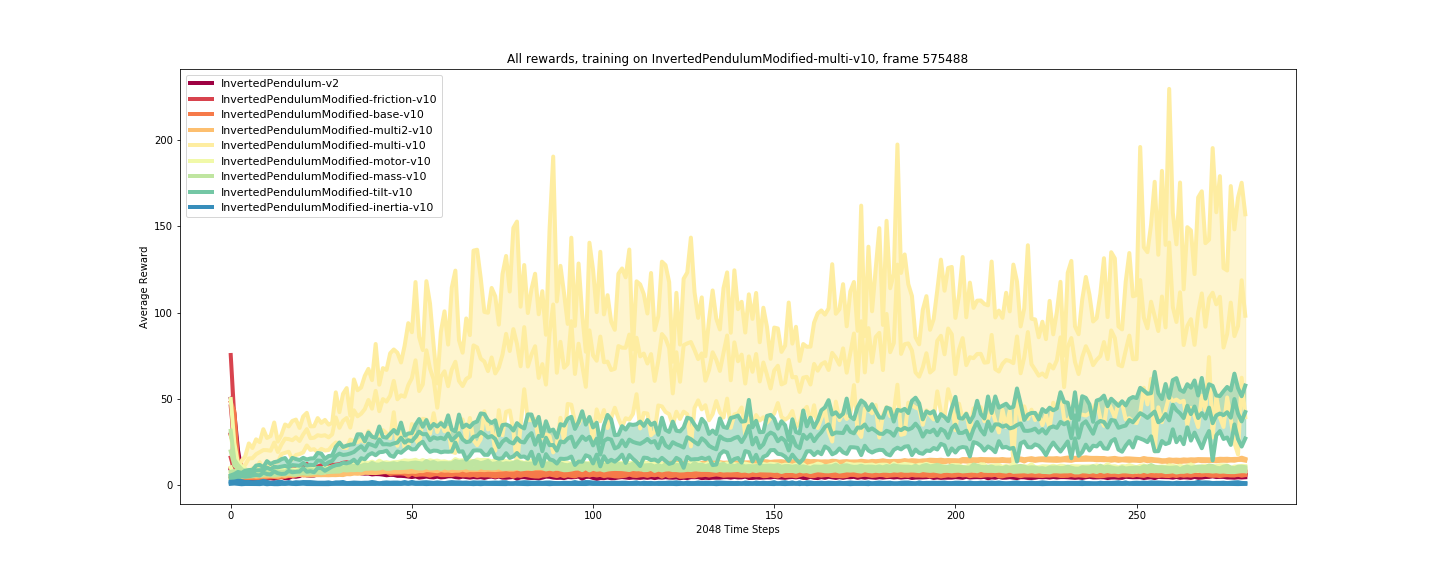 All rewards, training on InvertedPendulumModified-multi-v10, frame 575488
InvertedPendulum-v2
InvertedPendulumModified-friction-v10
InvertedPendulumModified-base-v10
InvertedPendulumModified-multi2-v10
InvertedPendulumModified-multi-v10
InvertedPendulumModified-motor-v10
InvertedPendulumModified-mass-v10
InvertedPendulumModified-tilt-v10
InvertedPendulumModified-inertia-v10
Average Reward
200
150
100
50
0
0 50 100 150 200 250
2048 Time Steps